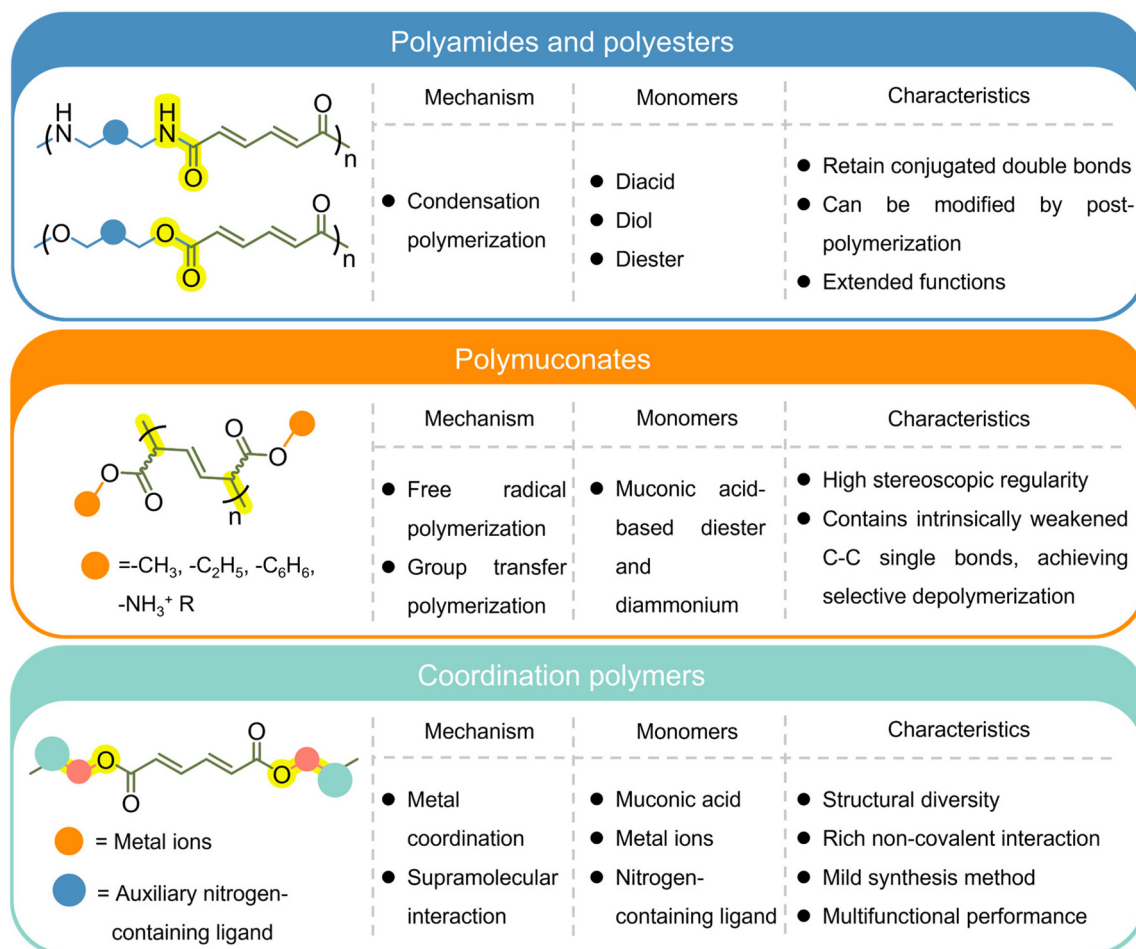 Polyamides and polyesters
H
N
H
N
O
O
n
O
O
O
O
n
Mechanism
● Condensation
polymerization
Monomers
● Diacid
● Diol
● Diester
Characteristics
● Retain conjugated double bonds
● Can be modified by post-
polymerization
● Extended functions
Polymuconates
O
O
O
O
n
=-CH₃, -C₂H₅, -C₆H₆,
-NH₃⁺ R
Mechanism
● Free radical
polymerization
● Group transfer
polymerization
Monomers
● Muconic acid-
based diester
and
diammonium
Characteristics
● High stereoscopic regularity
● Contains intrinsically weakened
C-C single bonds, achieving
selective depolymerization
Coordination polymers
O
O
O
O
= Metal ions
= Auxiliary nitrogen-
containing ligand
Mechanism
● Metal
coordination
● Supramolecular
interaction
Monomers
● Muconic acid
● Metal ions
● Nitrogen-
containing ligand
Characteristics
● Structural diversity
● Rich non-covalent interaction
● Mild synthesis method
● Multifunctional performance